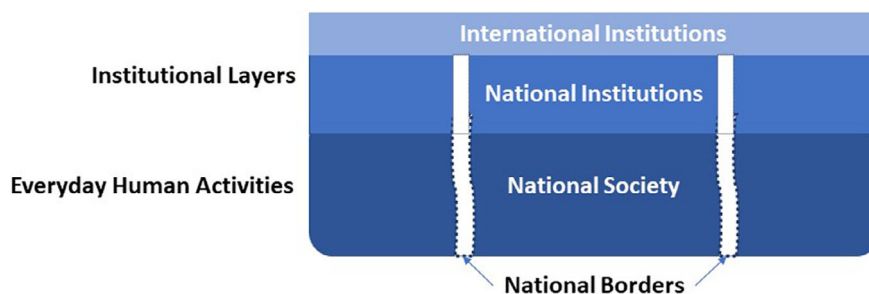 International Institutions
Institutional Layers
National Institutions
Everyday Human Activities
National Society
National Borders